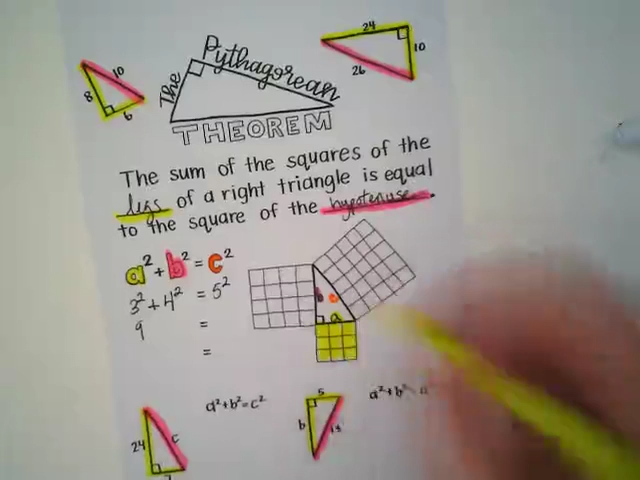 The Pythagorean
THEOREM
24
10
26
10
8
6
The sum of the squares of the
legs of a right triangle is equal
to the square of the hypotenuse.
a² + b² = c²
3² + 4² = 5²
9 =
=
b c
a
a²+b²=c²
24 c
5
b
a²+b²